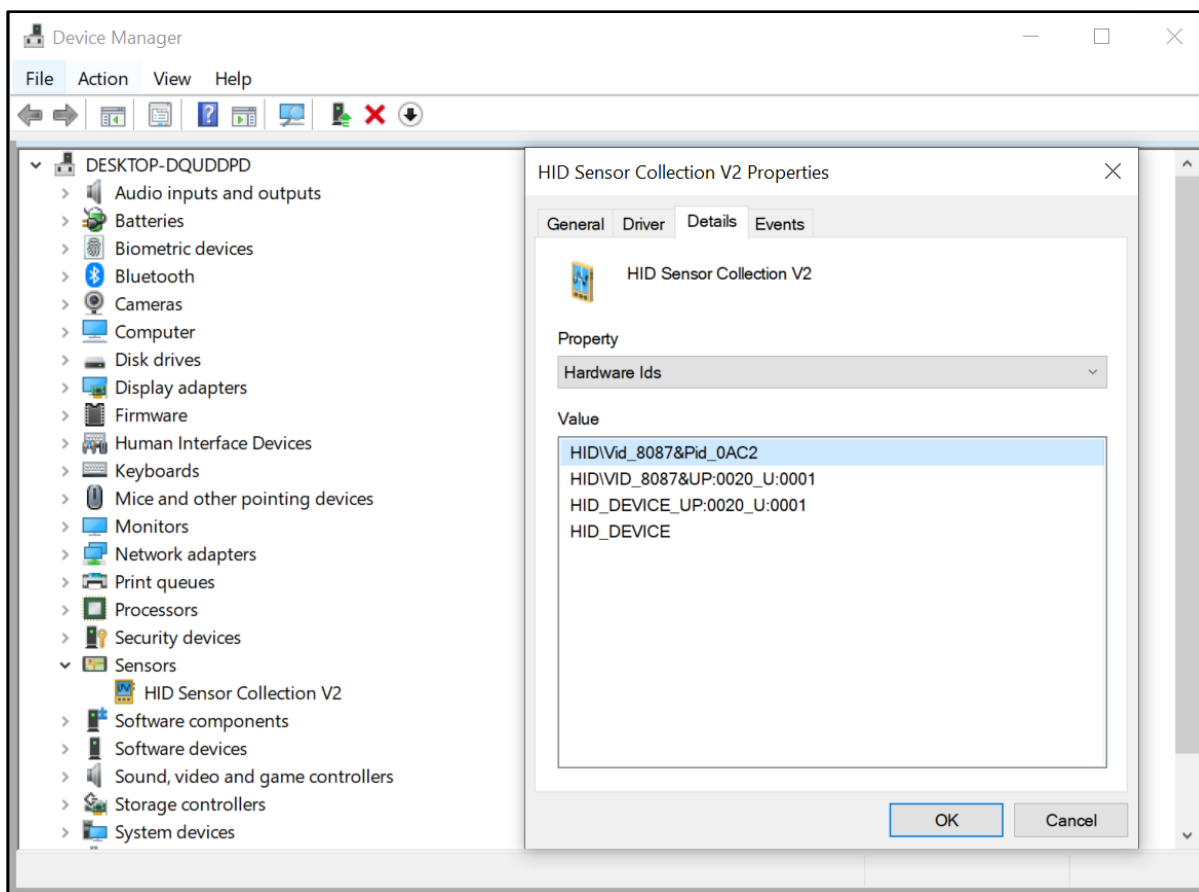 Device Manager
File Action View Help
DESKTOP-DQUDDPD
Audio inputs and outputs
Batteries
Biometric devices
Bluetooth
Cameras
Computer
Disk drives
Display adapters
Firmware
Human Interface Devices
Keyboards
Mice and other pointing devices
Monitors
Network adapters
Print queues
Processors
Security devices
Sensors
HID Sensor Collection V2
Software components
Software devices
Sound, video and game controllers
Storage controllers
System devices
HID Sensor Collection V2 Properties
General Driver Details Events
HID Sensor Collection V2
Property
Hardware Ids
Value
HID\Vid_8087&Pid_0AC2
HID\VID_8087&UP:0020_U:0001
HID_DEVICE_UP:0020_U:0001
HID_DEVICE
OK Cancel